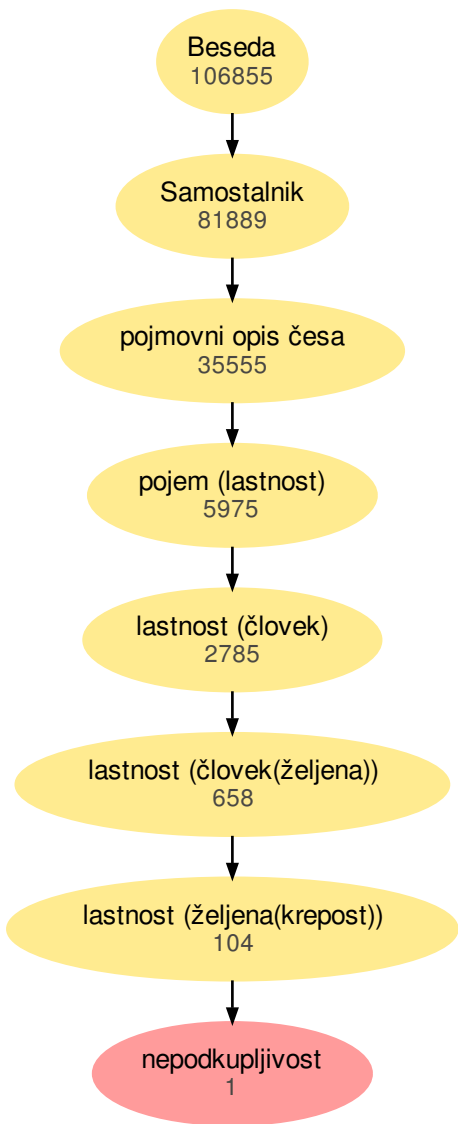 Beseda
106855
Samostalnik
81889
pojmovni opis česa
35555
pojem (lastnost)
5975
lastnost (človek)
2785
lastnost (človek(željena))
658
lastnost (željena(krepost))
104
nepodkupljivost
1